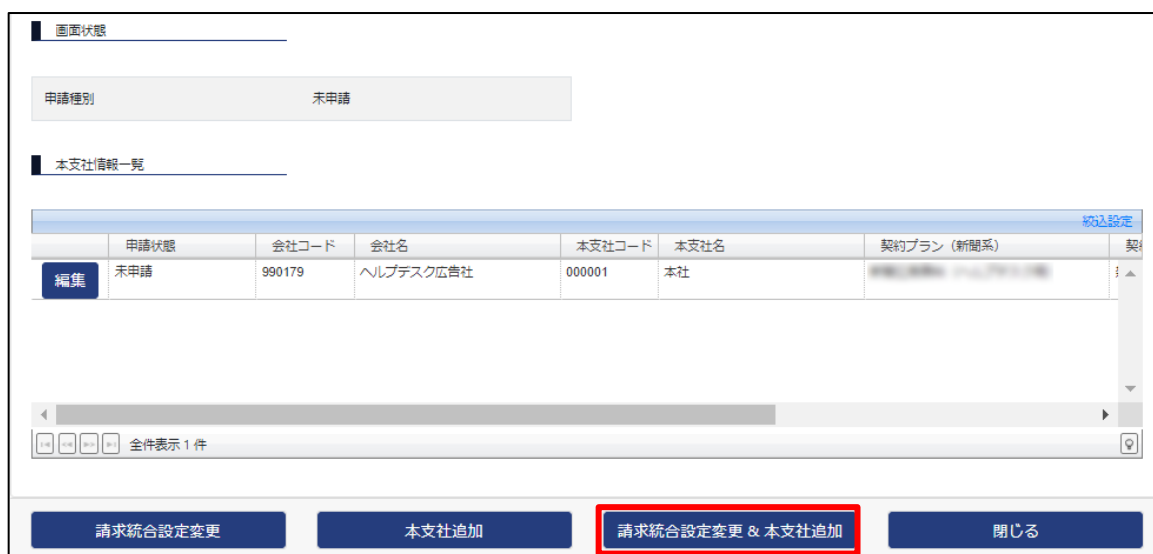 画面状態
申請種別 未申請
本支社情報一覧
絞込設定
申請状態 会社コード 会社名 本支社コード 本支社名 契約プラン（新聞系） 契
編集 未申請 990179 ヘルプデスク広告社 000001 本社
全件表示 1 件
請求統合設定変更 本支社追加 請求統合設定変更 & 本支社追加 閉じる